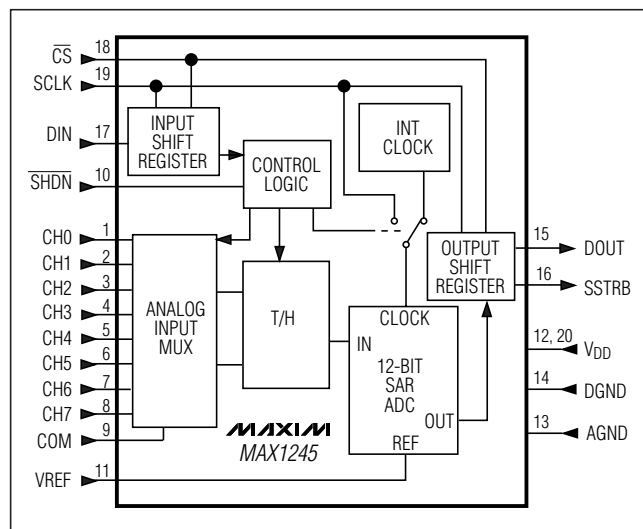 CS 18
SCLK 19
DIN 17
SHDN 10
CH0 1
CH1 2
CH2 3
CH3 4
CH4 5
CH5 6
CH6 7
CH7 8
COM 9
VREF 11
INPUT
SHIFT
REGISTER
CONTROL
LOGIC
INT
CLOCK
ANALOG
INPUT
MUX
T/H
CLOCK
IN
12-BIT
SAR
ADC
OUT
REF
OUTPUT
SHIFT
REGISTER
MAXIM
MAX1245
15 DOUT
16 SSTRB
12, 20 VDD
14 DGND
13 AGND